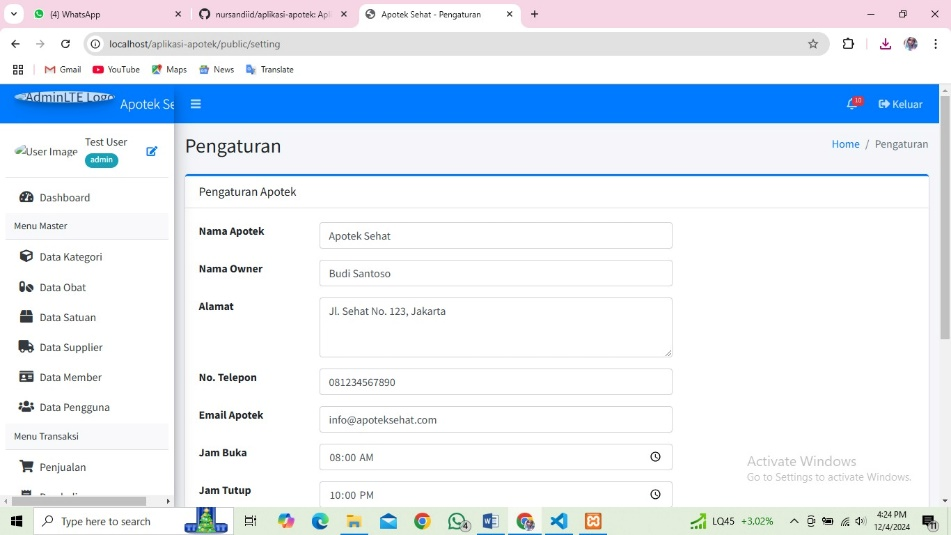 (4) WhatsApp
nursandiid/aplikasi-apotek: Apl
Apotek Sehat - Pengaturan
localhost/aplikasi-apotek/public/setting
Gmail YouTube Maps News Translate
AdminLTE Logo Apotek Se
10 Keluar
User Image Test User
admin
Pengaturan
Home / Pengaturan
Dashboard
Menu Master
Data Kategori
Data Obat
Data Satuan
Data Supplier
Data Member
Data Pengguna
Menu Transaksi
Penjualan
Pengaturan Apotek
Nama Apotek Apotek Sehat
Nama Owner Budi Santoso
Alamat Jl. Sehat No. 123, Jakarta
No. Telepon 081234567890
Email Apotek info@apoteksehat.com
Jam Buka 08:00 AM
Jam Tutup 10:00 PM
Activate Windows
Go to Settings to activate Windows.
Type here to search
4
LQ45 +3.02%
4:24 PM
12/4/2024
11